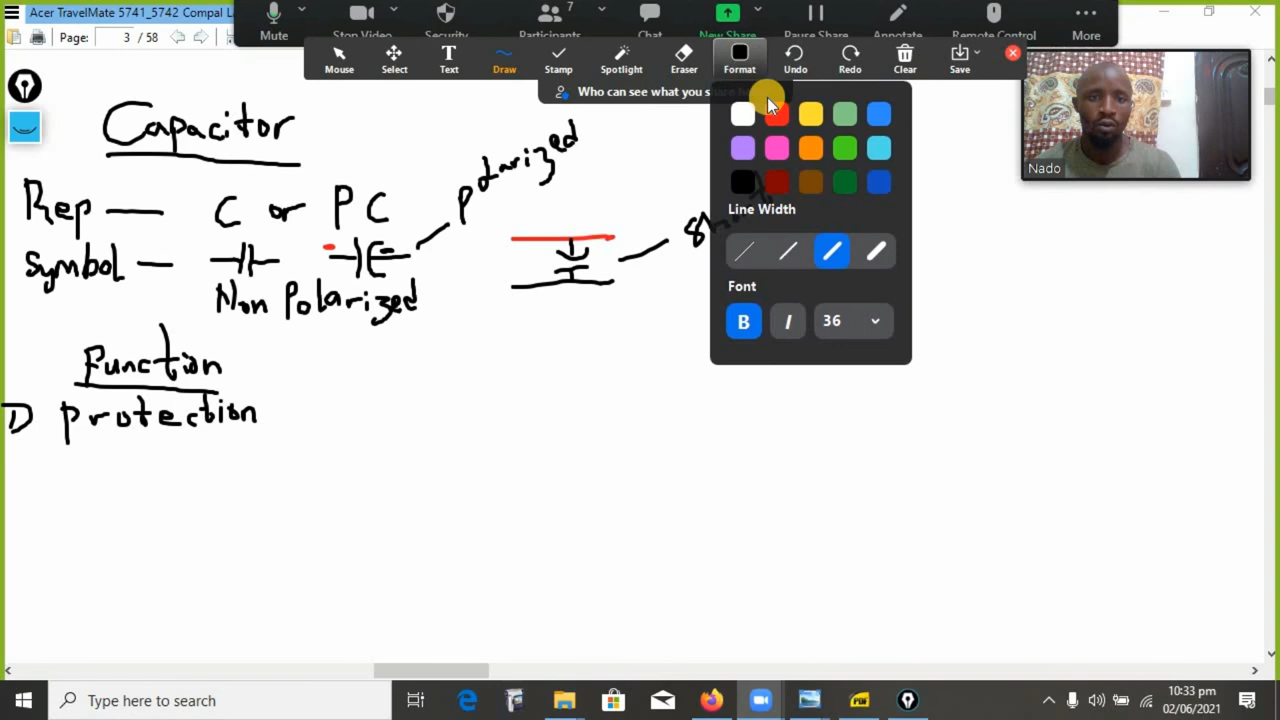 Acer TravelMate 5741_5742 Compal La
Page: 3 / 58
Mute
Stop Video
Security
Participants 7
Chat
New Share
Pause Share
Annotate
Remote Control
More
Mouse
Select
Text
Draw
Stamp
Spotlight
Eraser
Format
Undo
Redo
Clear
Save
Who can see what you s
Line Width
Font
B I 36
Nado
Capacitor
Rep — C or PC
Polarized
Symbol —
Non Polarized
Function
D protection
Type here to search
PDF
10:33 pm
02/06/2021